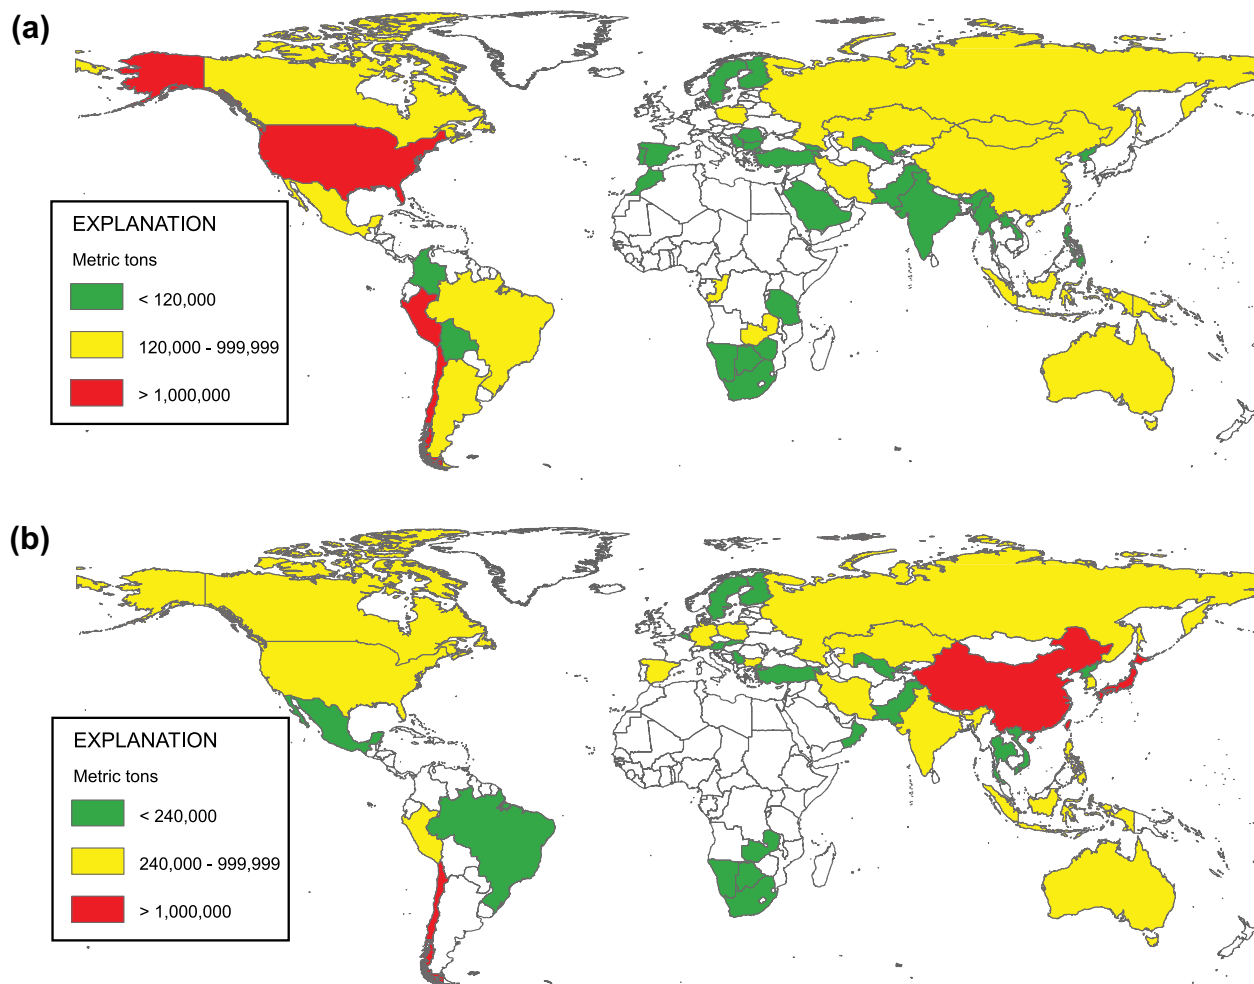 (a)
EXPLANATION
Metric tons
< 120,000
120,000 - 999,999
> 1,000,000
(b)
EXPLANATION
Metric tons
< 240,000
240,000 - 999,999
> 1,000,000